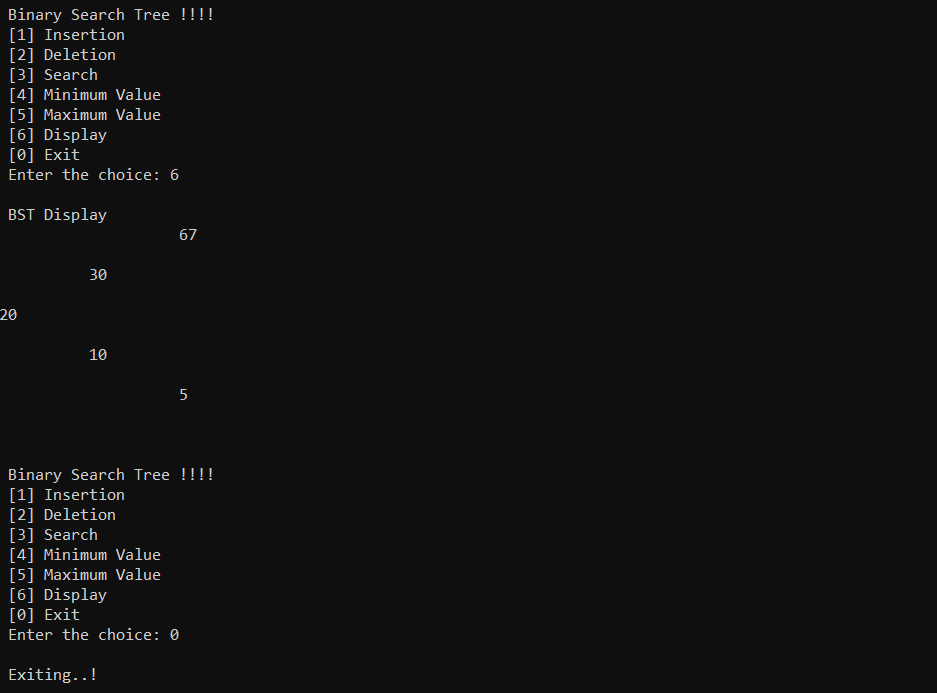 Binary Search Tree !!!!
[1] Insertion
[2] Deletion
[3] Search
[4] Minimum Value
[5] Maximum Value
[6] Display
[0] Exit
Enter the choice: 6
BST Display
67
30
20
10
5
Binary Search Tree !!!!
[1] Insertion
[2] Deletion
[3] Search
[4] Minimum Value
[5] Maximum Value
[6] Display
[0] Exit
Enter the choice: 0
Exiting..!